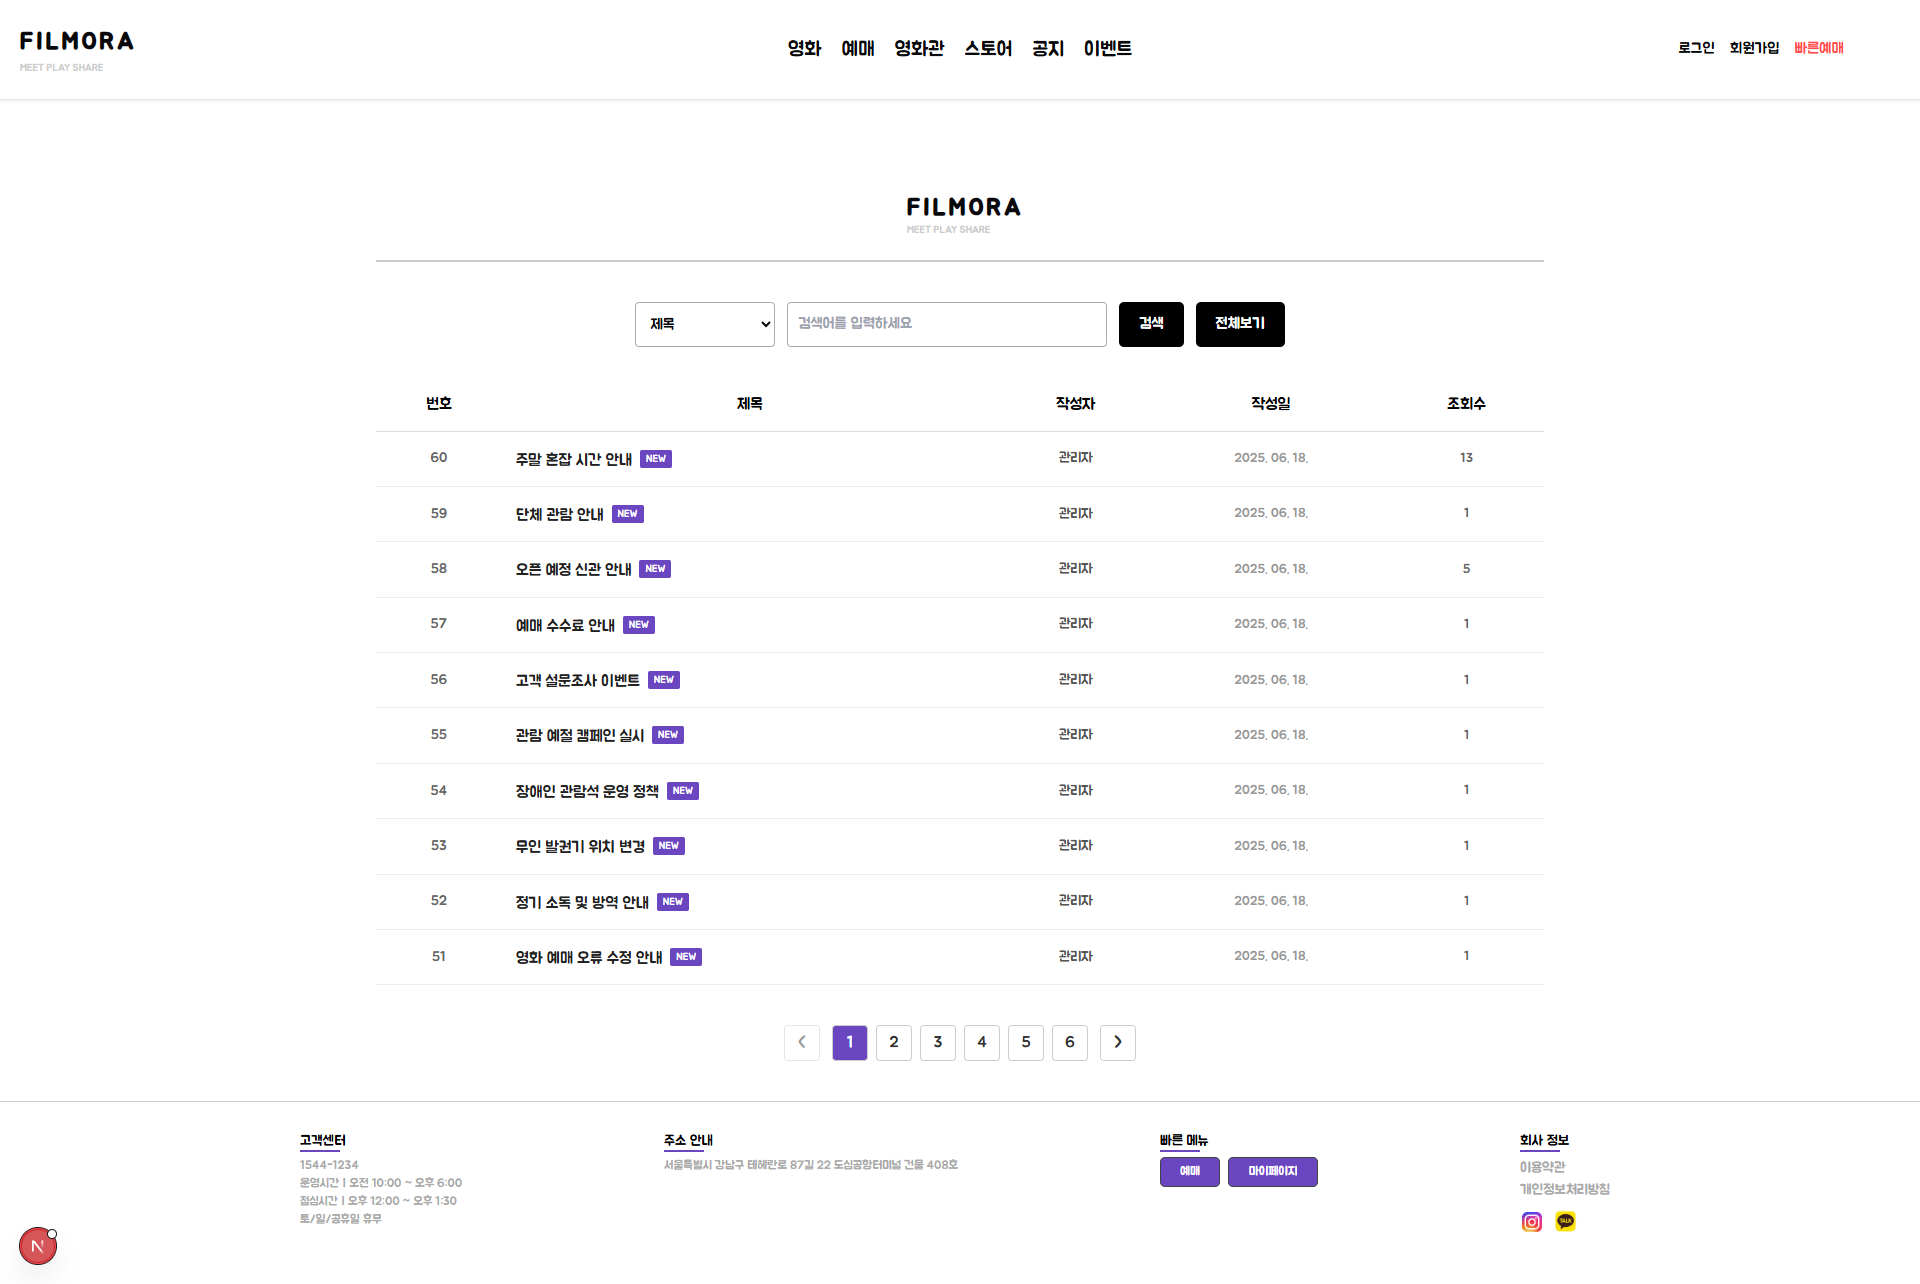 FILMORA
MEET PLAY SHARE
영화 예매 영화관 스토어 공지 이벤트
로그인 회원가입 빠른예매
FILMORA
MEET PLAY SHARE
제목 검색어를 입력하세요 검색 전체보기
번호 제목 작성자 작성일 조회수
60 주말 혼잡 시간 안내 NEW 관리자 2025. 06. 18. 13
59 단체 관람 안내 NEW 관리자 2025. 06. 18. 1
58 오픈 예정 신관 안내 NEW 관리자 2025. 06. 18. 5
57 예매 수수료 안내 NEW 관리자 2025. 06. 18. 1
56 고객 설문조사 이벤트 NEW 관리자 2025. 06. 18. 1
55 관람 예절 캠페인 실시 NEW 관리자 2025. 06. 18. 1
54 장애인 관람석 운영 정책 NEW 관리자 2025. 06. 18. 1
53 무인 발권기 위치 변경 NEW 관리자 2025. 06. 18. 1
52 정기 소독 및 방역 안내 NEW 관리자 2025. 06. 18. 1
51 영화 예매 오류 수정 안내 NEW 관리자 2025. 06. 18. 1
1 2 3 4 5 6
고객센터
1544-1234
운영시간 | 오전 10:00 ~ 오후 6:00
점심시간 | 오후 12:00 ~ 오후 1:30
토/일/공휴일 휴무
주소 안내
서울특별시 강남구 테헤란로 87길 22 도심공항터미널 건물 408호
빠른 메뉴
예매 마이페이지
회사 정보
이용약관
개인정보처리방침
TALK
N